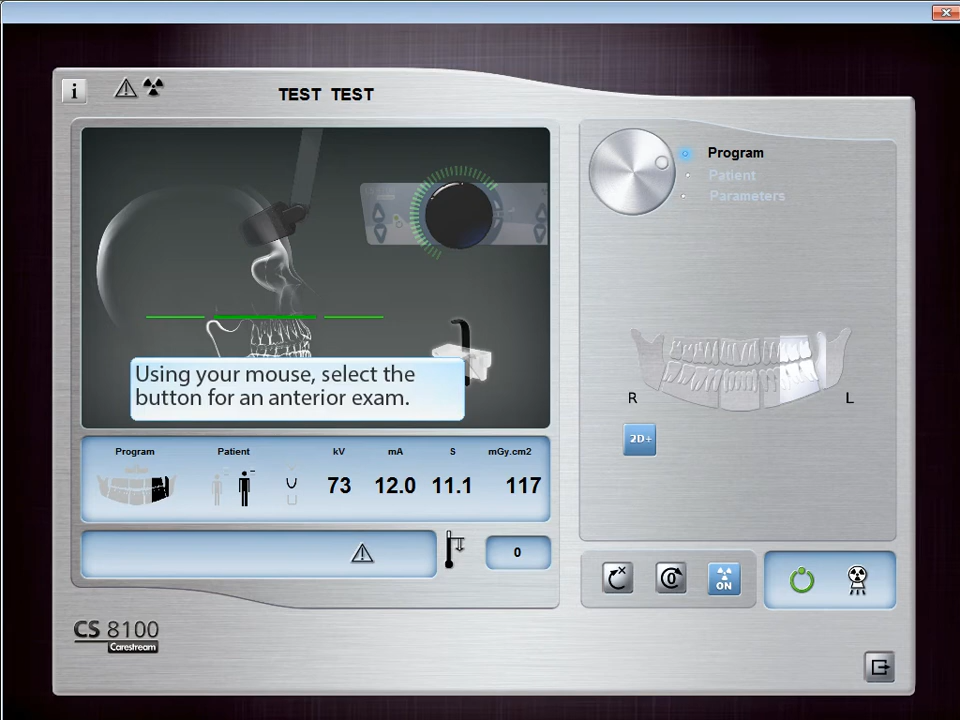 i
TEST TEST
Program
Patient
Parameters
Using your mouse, select the
button for an anterior exam.
R
L
2D+
Program Patient kV mA S mGy.cm2
73 12.0 11.1 117
0
0
ON
CS 8100
Carestream